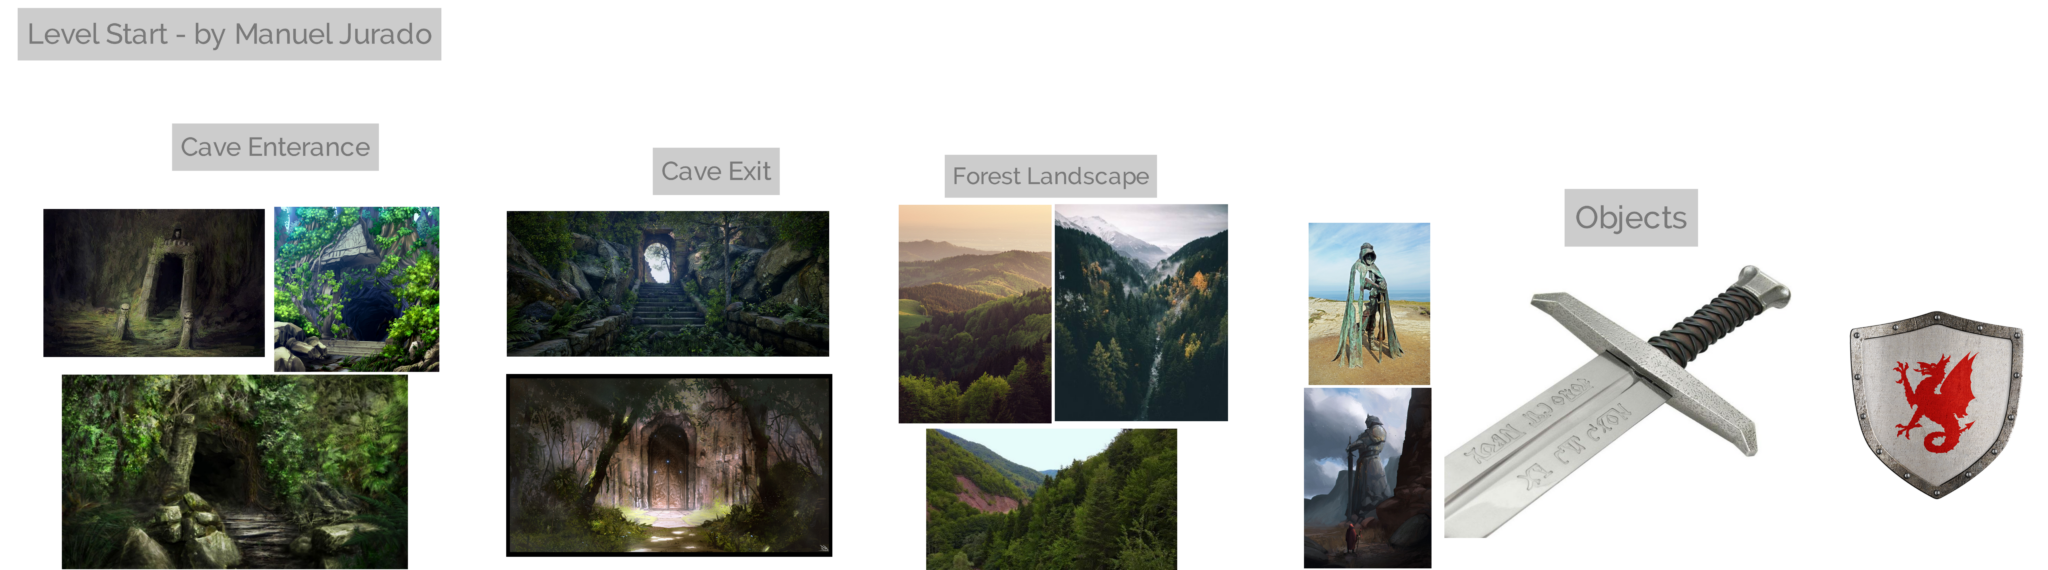 Level Start - by Manuel Jurado
Cave Enterance
Cave Exit
Forest Landscape
Objects